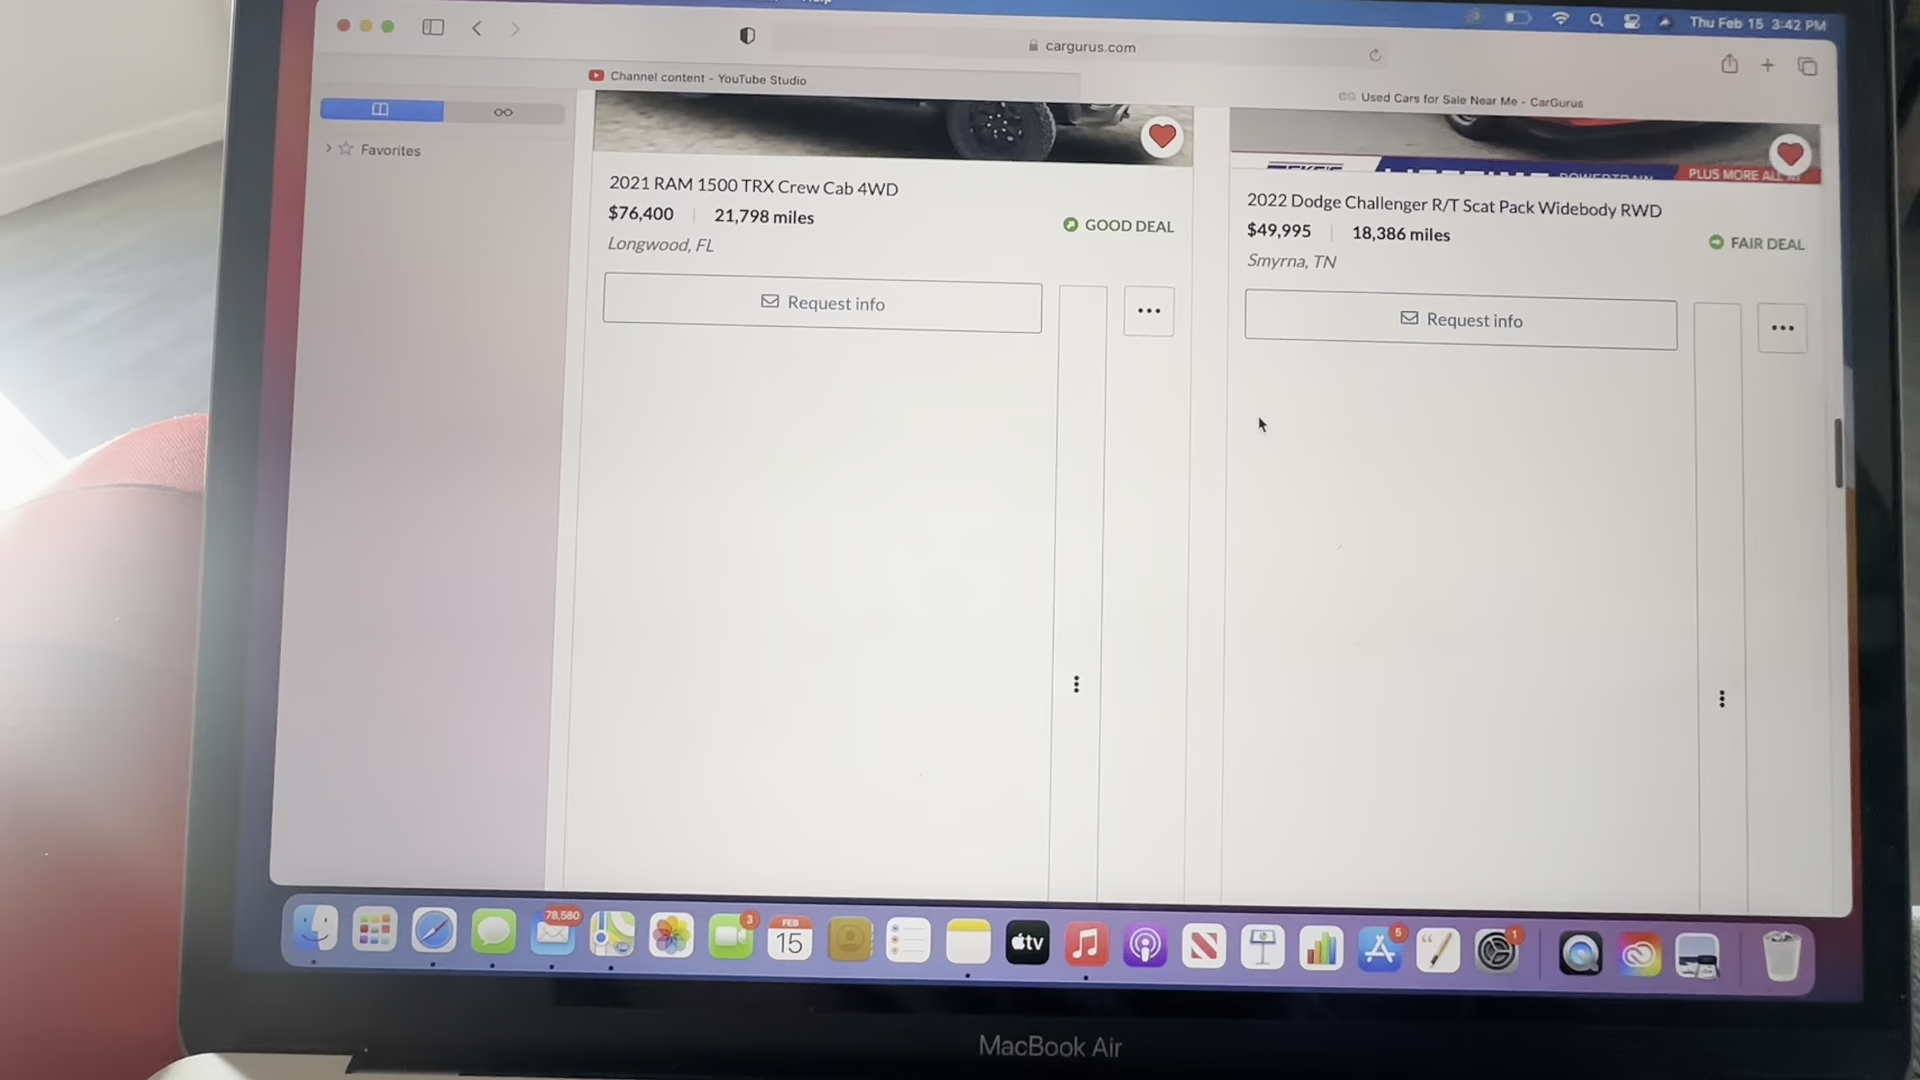 Thu Feb 15 3:42 PM
cargurus.com
Channel content - YouTube Studio
CG Used Cars for Sale Near Me - CarGurus
Favorites
PLUS MORE
2021 RAM 1500 TRX Crew Cab 4WD
$76,400 21,798 miles
GOOD DEAL
Longwood, FL
Request info
2022 Dodge Challenger R/T Scat Pack Widebody RWD
$49,995 18,386 miles
FAIR DEAL
Smyrna, TN
Request info
78,560
3
FEB
15
tv
5
1
MacBook Air